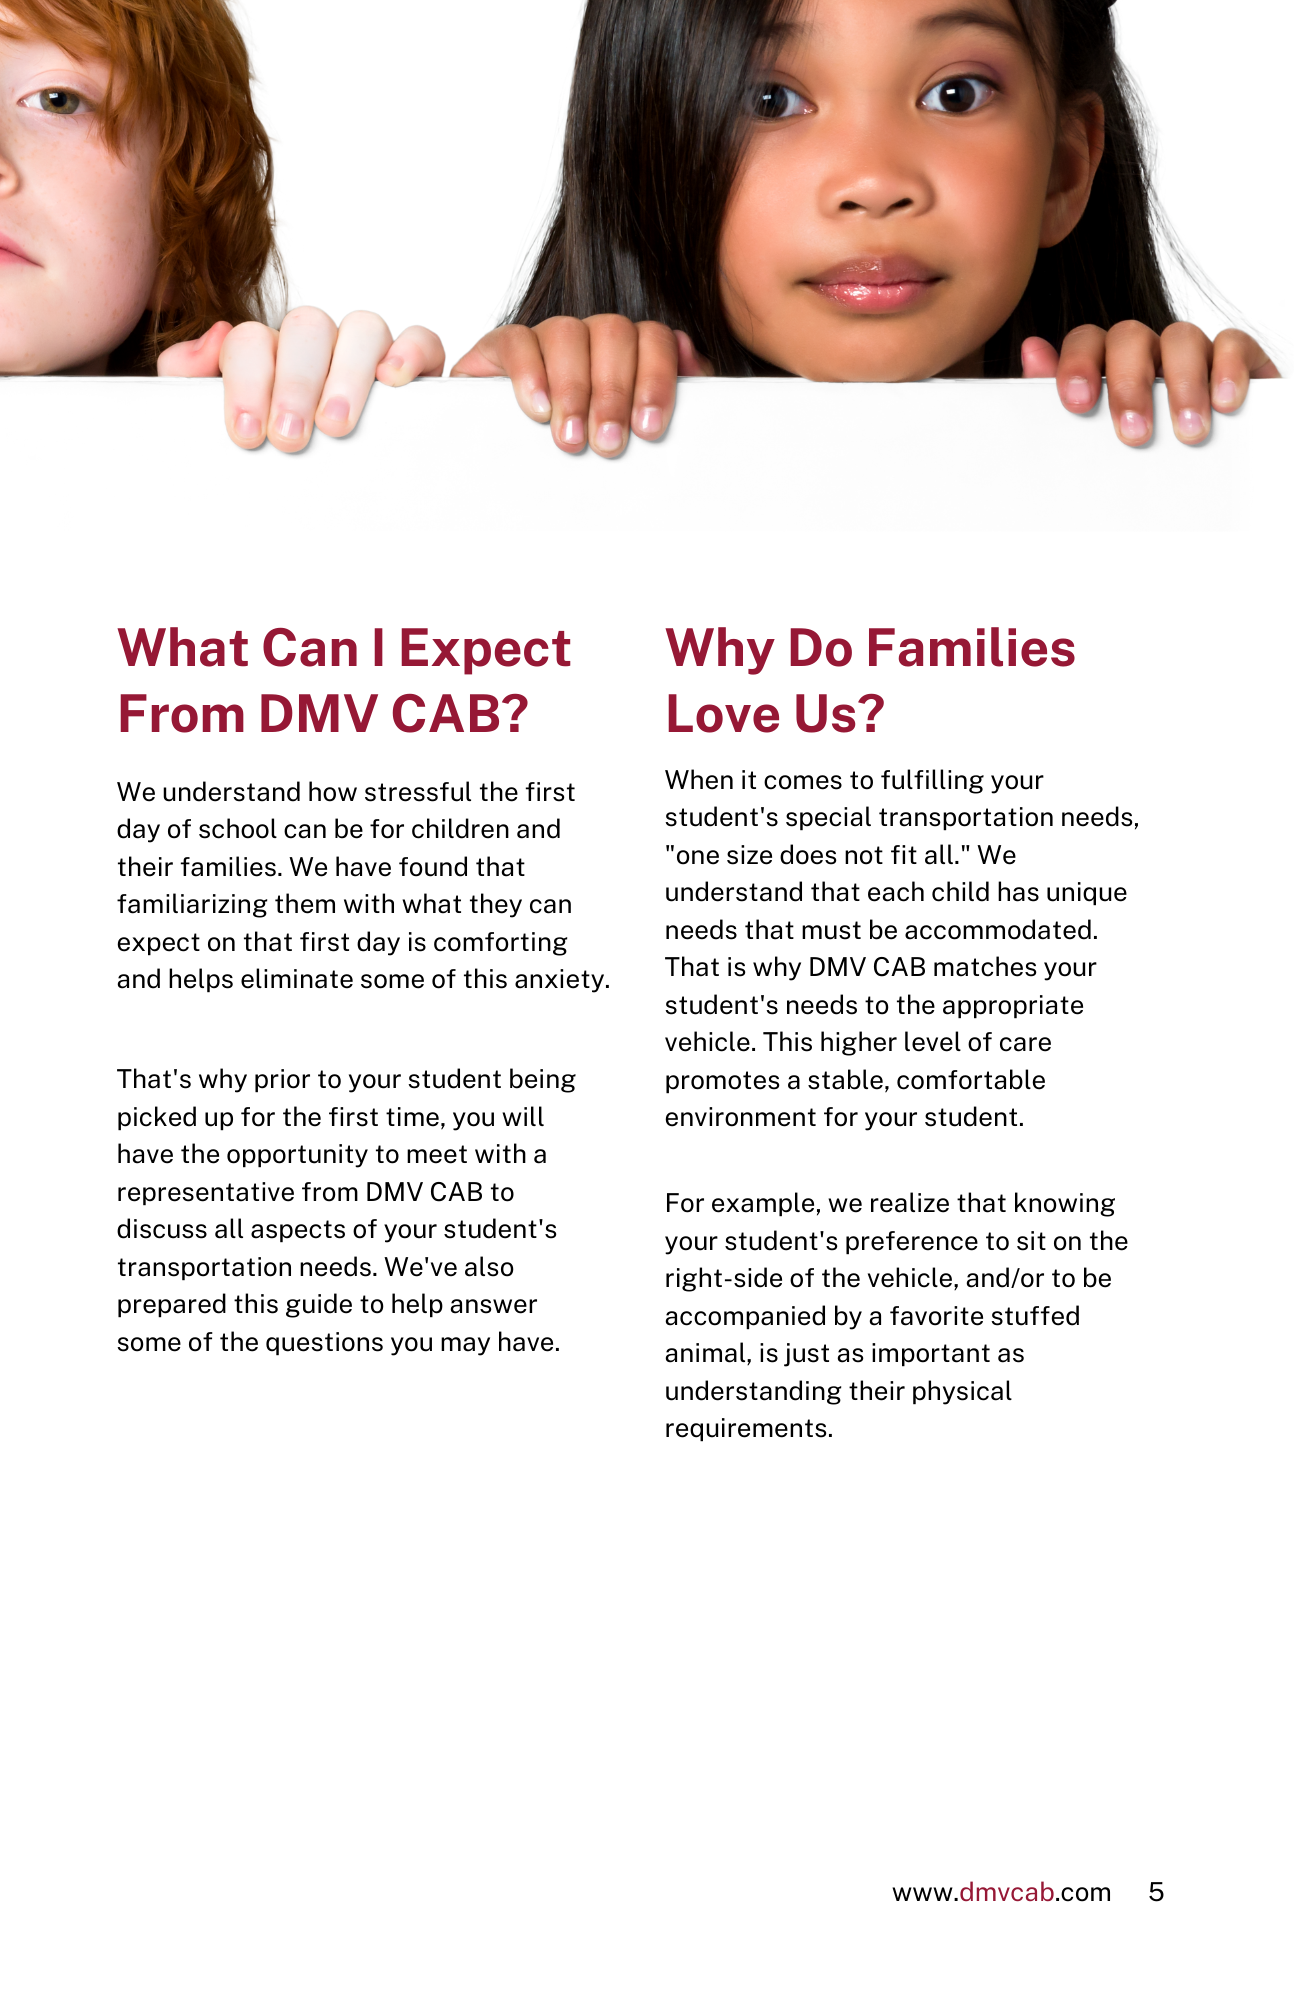 What Can I Expect
From DMV CAB?
We understand how stressful the first
day of school can be for children and
their families. We have found that
familiarizing them with what they can
expect on that first day is comforting
and helps eliminate some of this anxiety.
That's why prior to your student being
picked up for the first time, you will
have the opportunity to meet with a
representative from DMV CAB to
discuss all aspects of your student's
transportation needs. We've also
prepared this guide to help answer
some of the questions you may have.
Why Do Families
Love Us?
When it comes to fulfilling your
student's special transportation needs,
"one size does not fit all." We
understand that each child has unique
needs that must be accommodated.
That is why DMV CAB matches your
student's needs to the appropriate
vehicle. This higher level of care
promotes a stable, comfortable
environment for your student.
For example, we realize that knowing
your student's preference to sit on the
right-side of the vehicle, and/or to be
accompanied by a favorite stuffed
animal, is just as important as
understanding their physical
requirements.
www.dmvcab.com 5